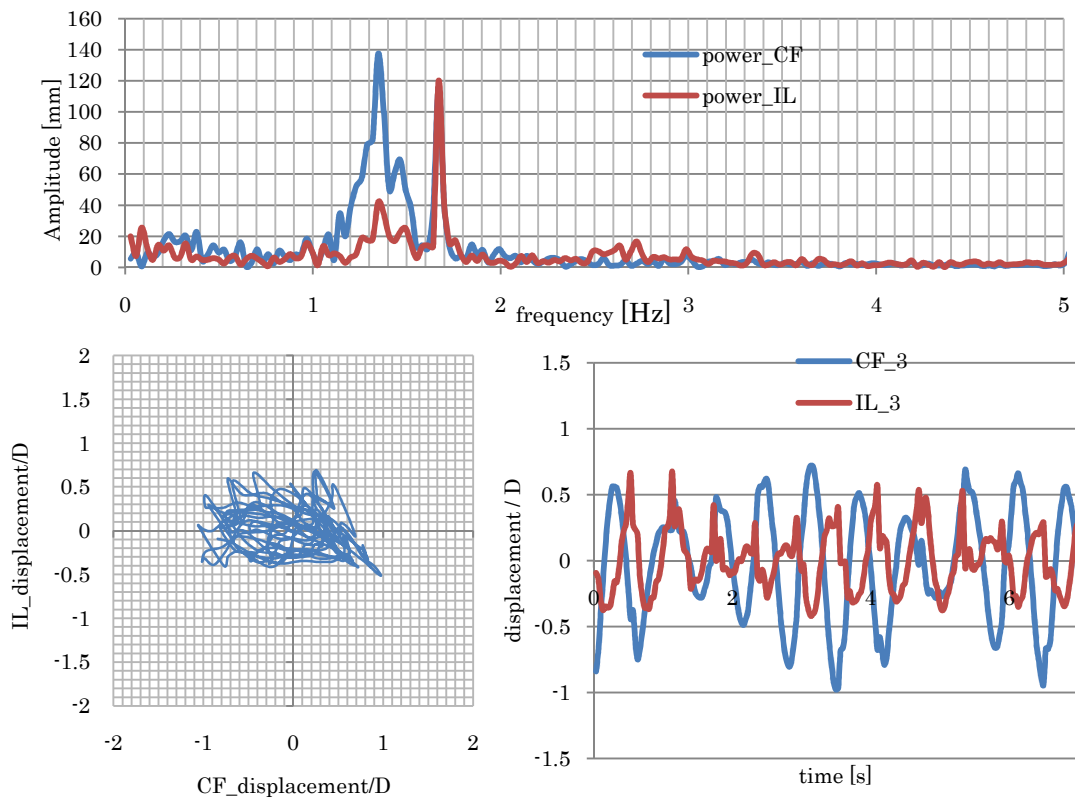 160
140
120
100
80
60
40
20
0
Amplitude [mm]
power_CF
power_IL
0 1 2 3 4 5
frequency [Hz]
2
1.5
1
0.5
0
-0.5
-1
-1.5
-2
IL_displacement/D
-2 -1 0 1 2
CF_displacement/D
CF_3
IL_3
1.5
1
0.5
0
-0.5
-1
-1.5
displacement / D
0 2 4 6
time [s]